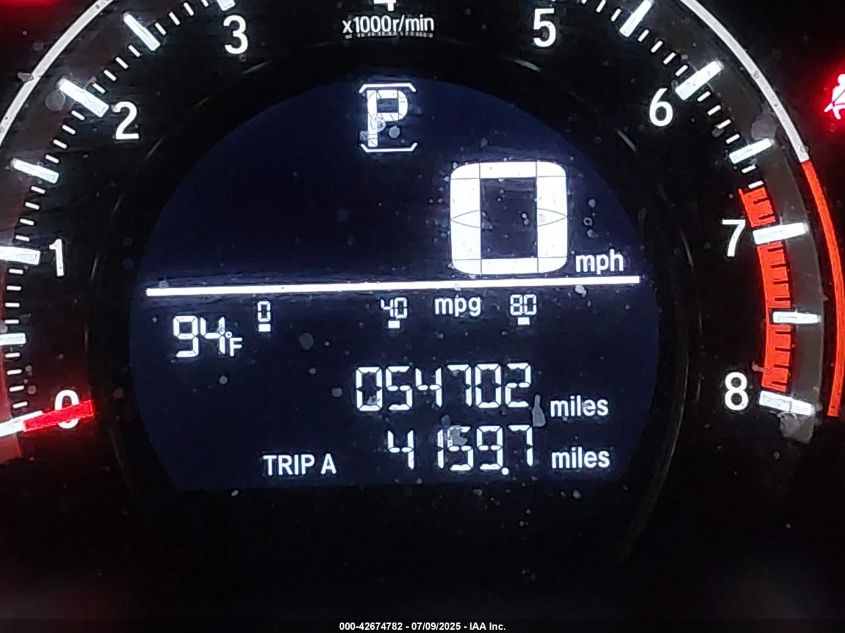 4
x1000r/min
3
5
2
6
P
1
7
0
mph
0 40 mpg 80
94°F
054702 miles
0
8
TRIP A 4159.7 miles
000-42674782 - 07/09/2025 - IAA Inc.